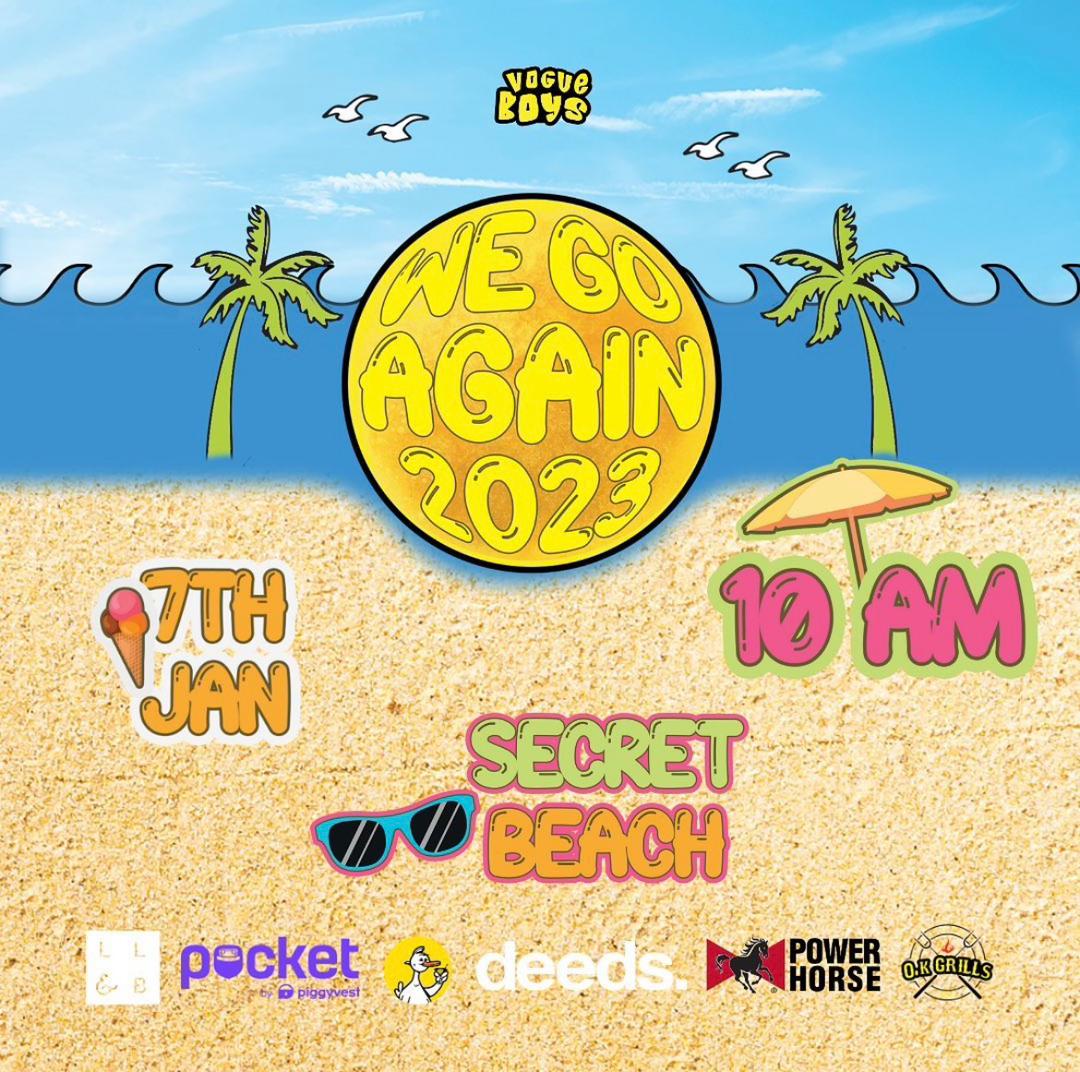 VOGUE
BOYS
WE GO
AGAIN
2023
7TH
JAN
10 AM
SECRET
BEACH
L L
& B
pocket
by piggyvest
deeds.
POWER
HORSE
O.K GRILLS